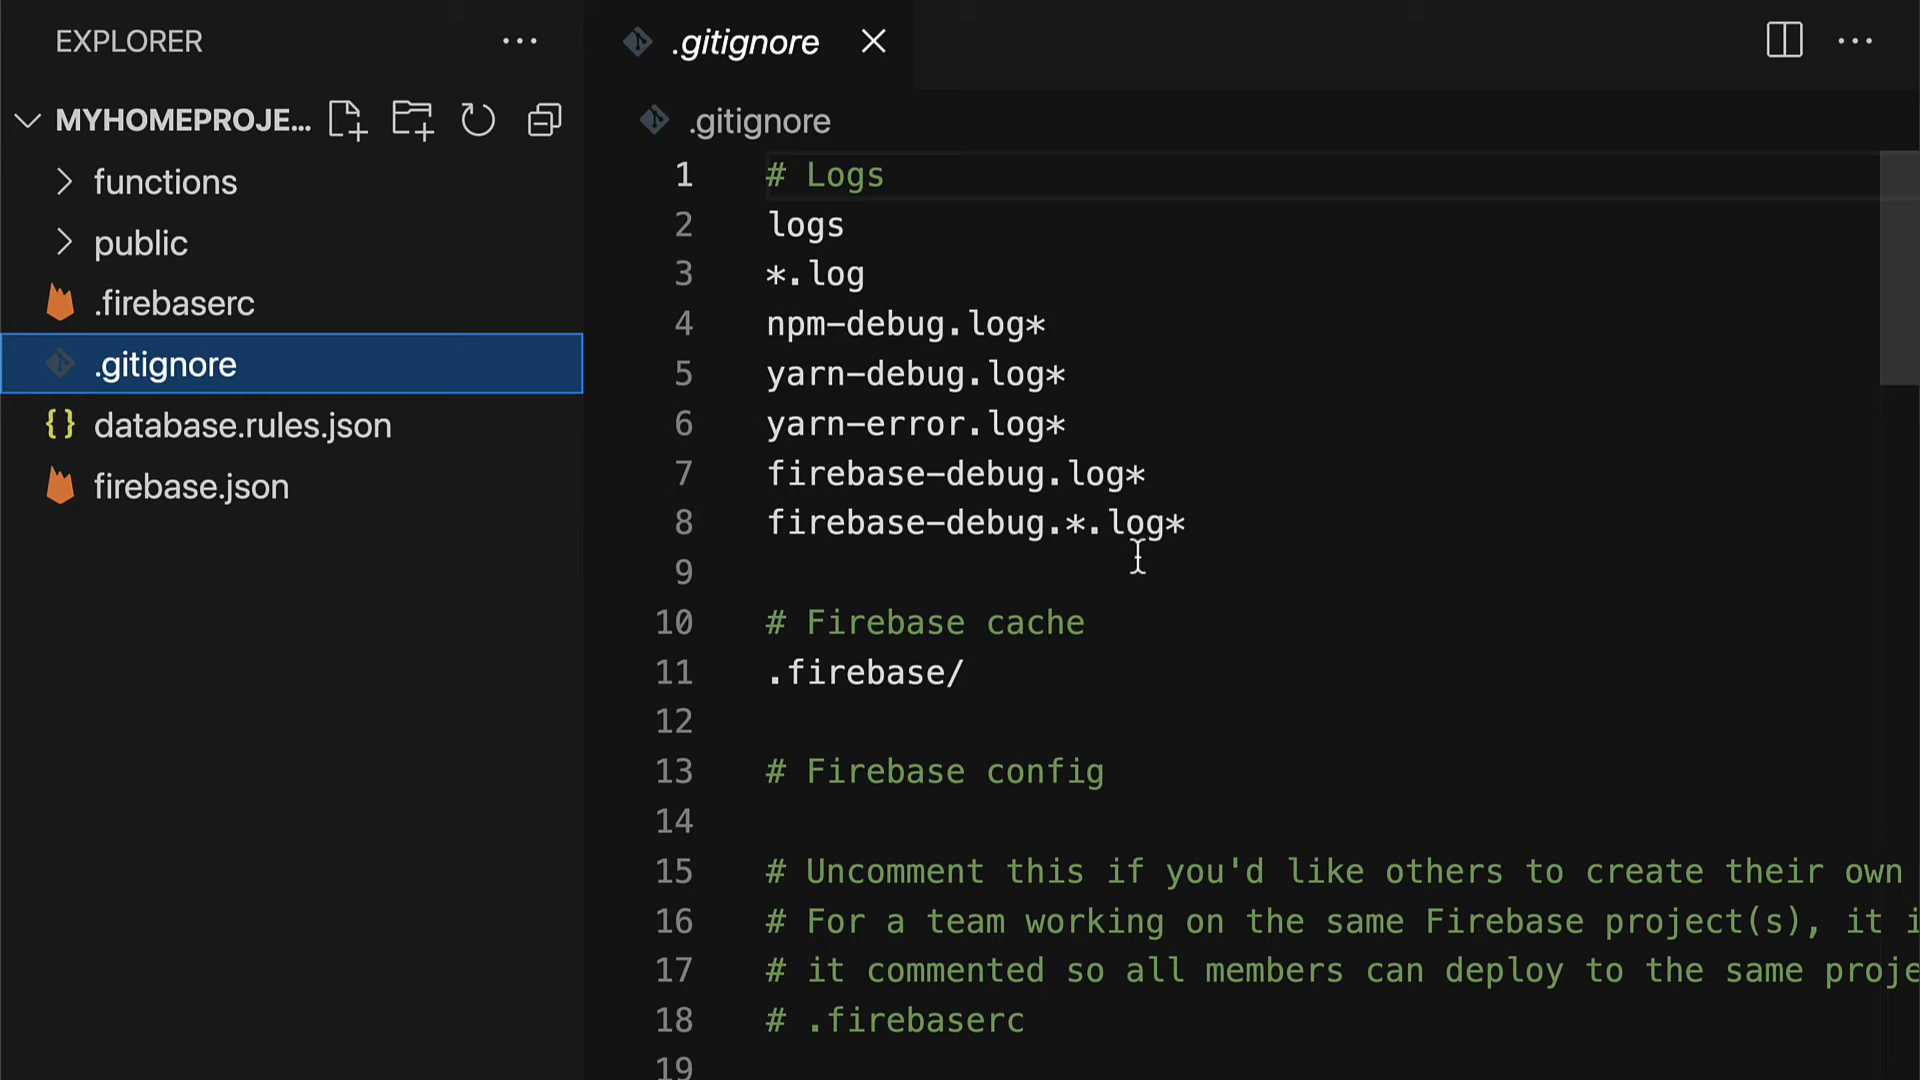 EXPLORER
MYHOMEPROJE...
functions
public
.firebaserc
.gitignore
database.rules.json
firebase.json
.gitignore
.gitignore
1 # Logs
2 logs
3 *.log
4 npm-debug.log*
5 yarn-debug.log*
6 yarn-error.log*
7 firebase-debug.log*
8 firebase-debug.*.log*
9
10 # Firebase cache
11 .firebase/
12
13 # Firebase config
14
15 # Uncomment this if you'd like others to create their own
16 # For a team working on the same Firebase project(s), it i
17 # it commented so all members can deploy to the same proje
18 # .firebaserc
19